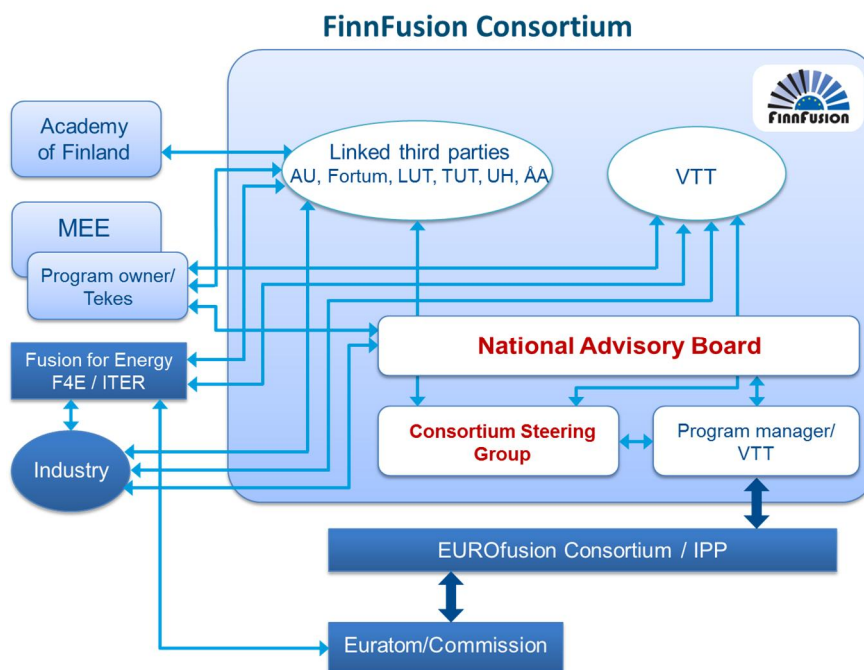 FinnFusion Consortium
FinnFusion
Academy
of Finland
Linked third parties
AU, Fortum, LUT, TUT, UH, ÅA
VTT
MEE
Program owner/
Tekes
National Advisory Board
Fusion for Energy
F4E / ITER
Consortium Steering
Group
Program manager/
VTT
Industry
EUROfusion Consortium / IPP
Euratom/Commission